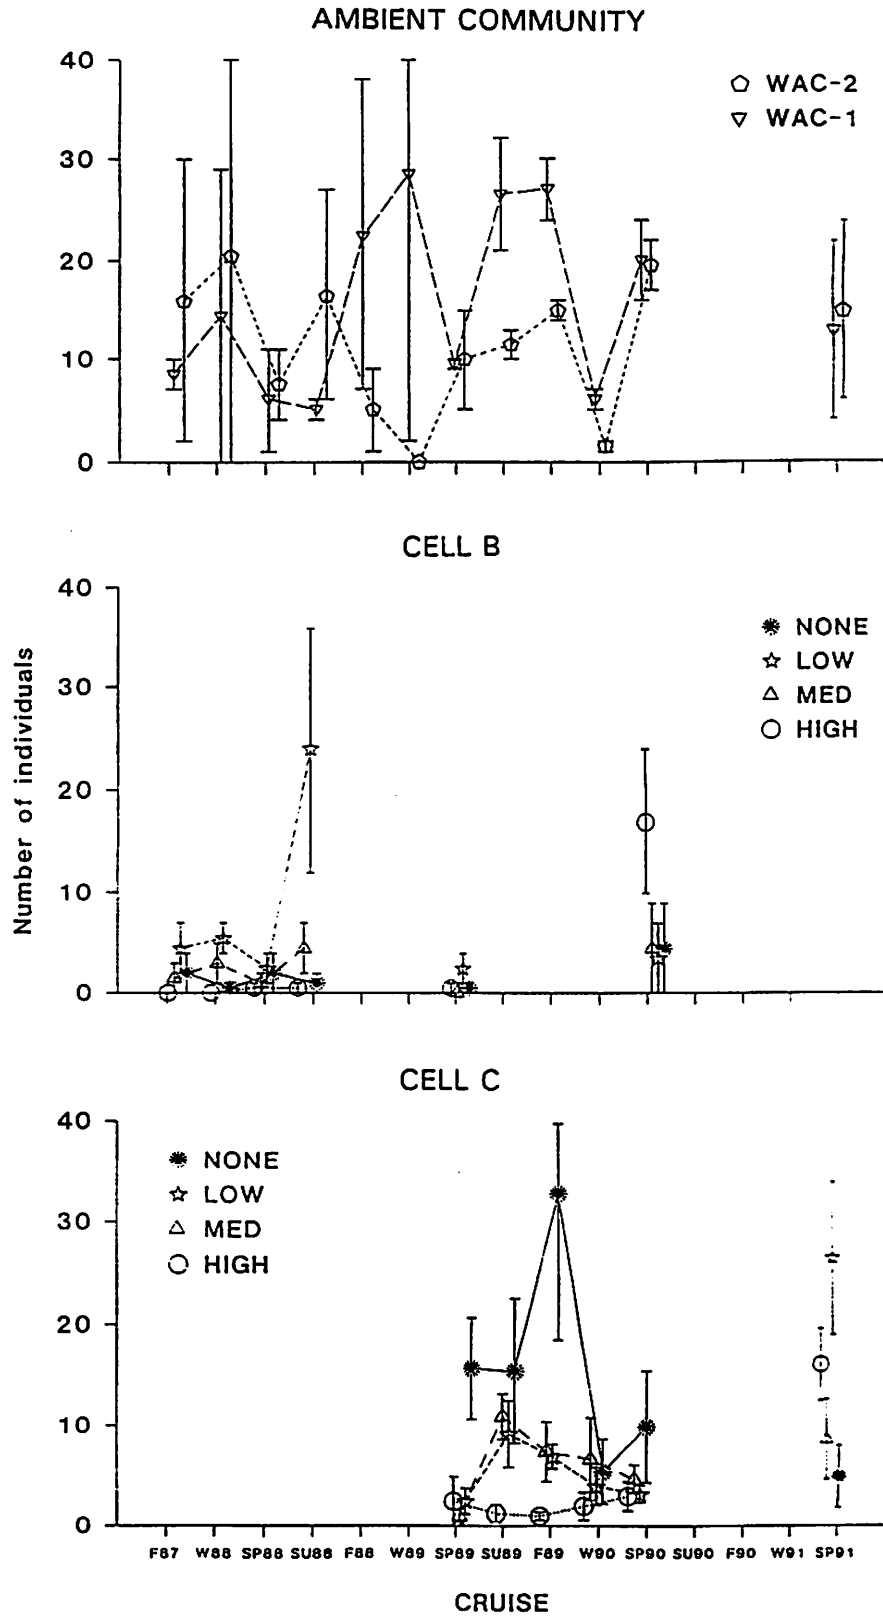 AMBIENT COMMUNITY
40
30
20
10
0
WAC-2
WAC-1
CELL B
40
30
20
10
0
NONE
LOW
MED
HIGH
Number of individuals
CELL C
40
30
20
10
0
NONE
LOW
MED
HIGH
F87 W88 SP88 SU88 F88 W89 SP89 SU89 F89 W90 SP90 SU90 F90 W91 SP91
CRUISE